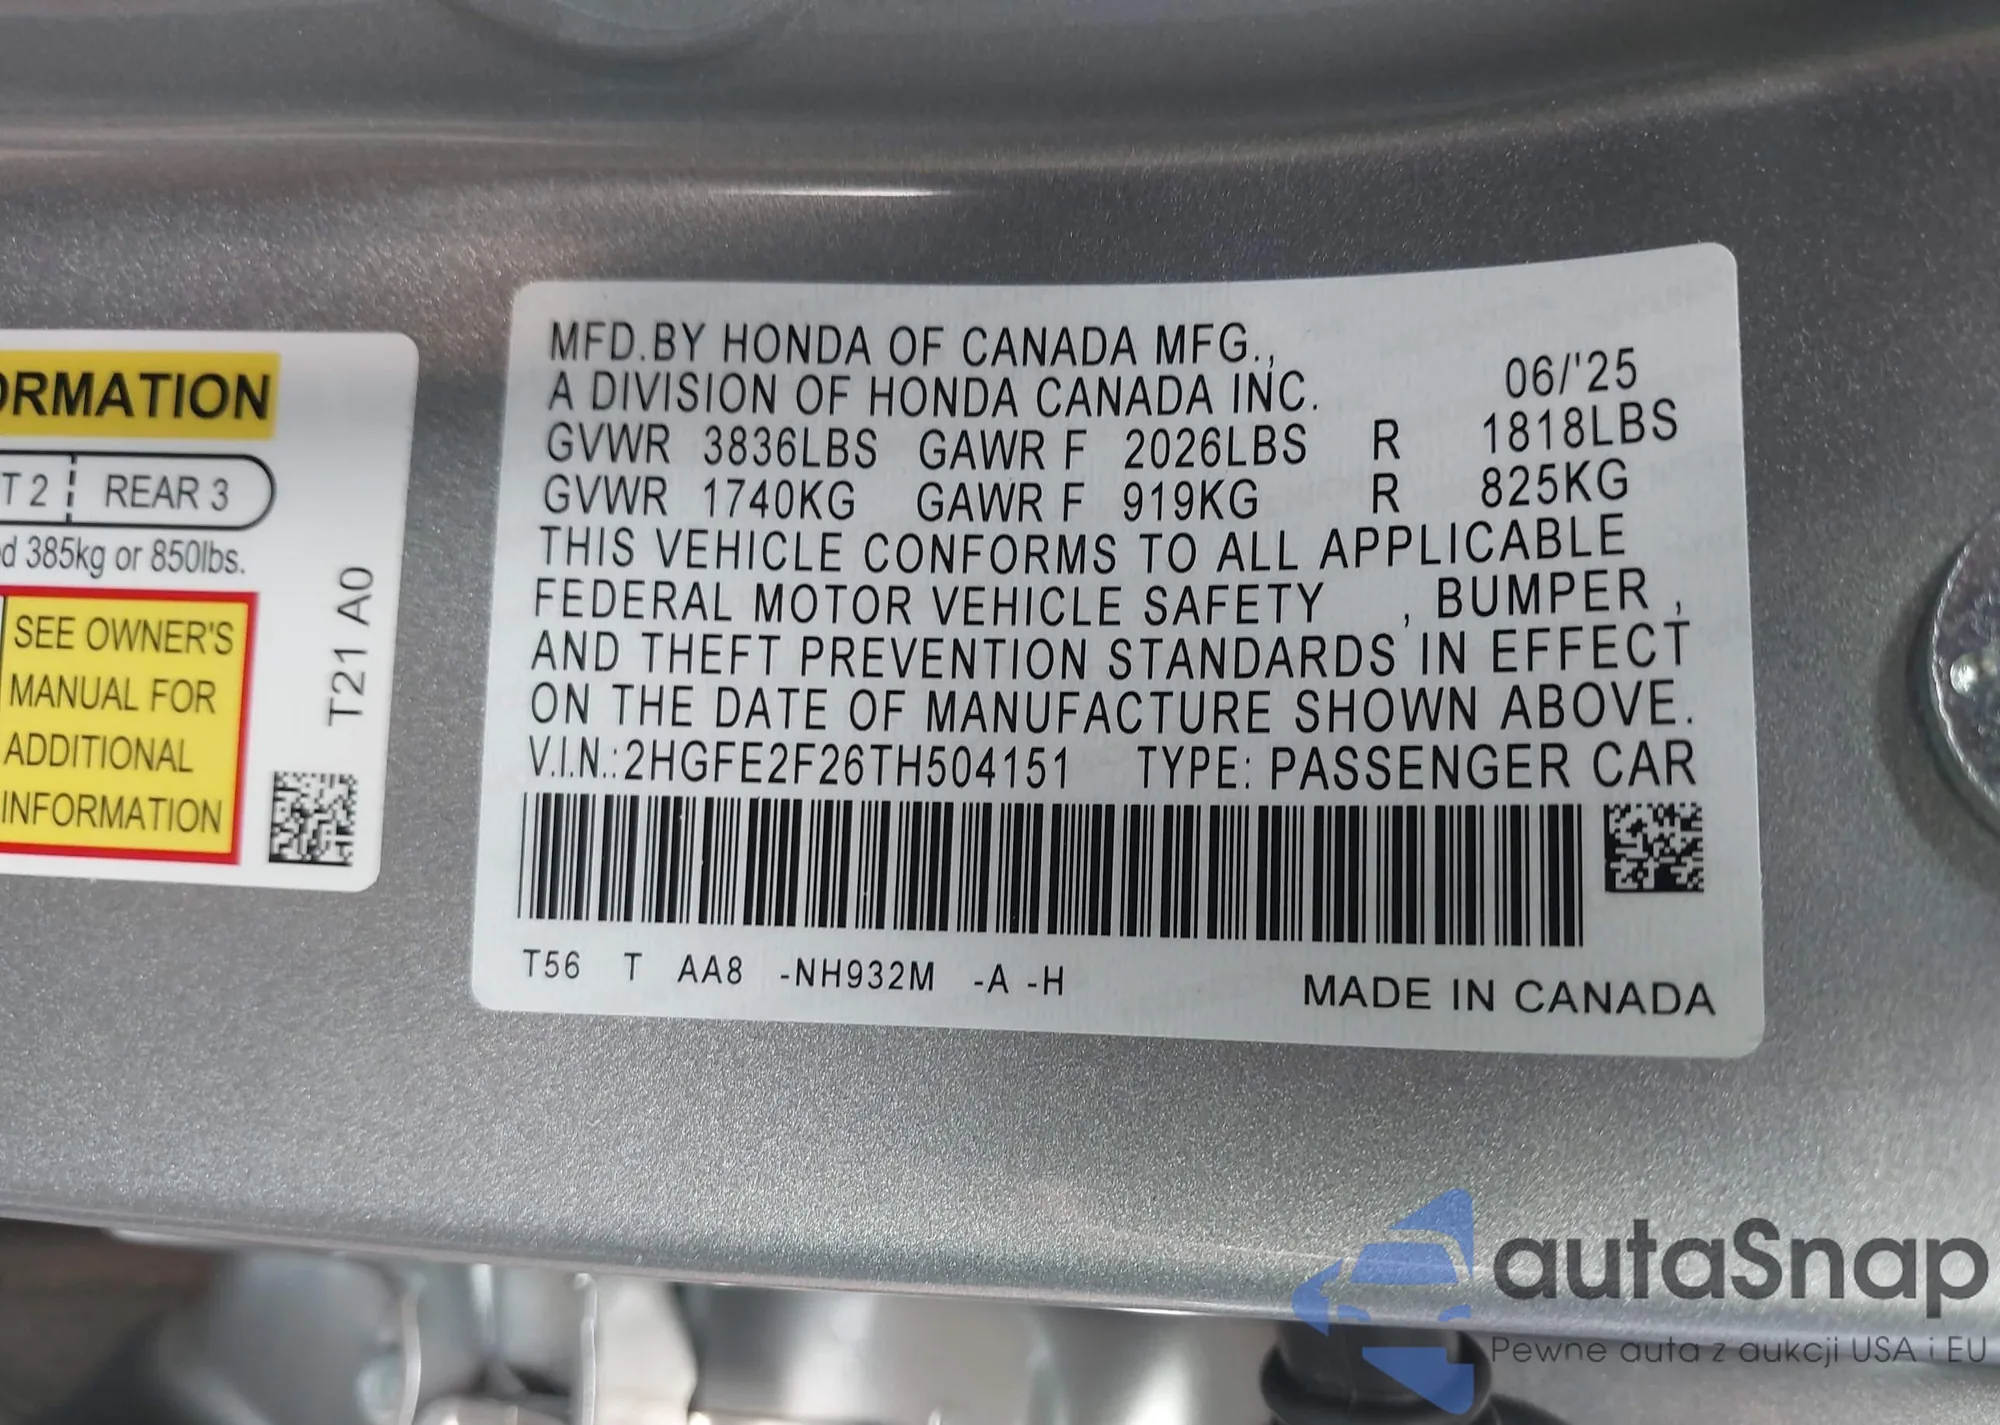 ORMATION
T 2 REAR 3
d 385kg or 850lbs.
SEE OWNER'S
MANUAL FOR
ADDITIONAL
INFORMATION
T21 A0
MFD.BY HONDA OF CANADA MFG.,
A DIVISION OF HONDA CANADA INC. 06/'25
GVWR 3836LBS GAWR F 2026LBS R 1818LBS
GVWR 1740KG GAWR F 919KG R 825KG
THIS VEHICLE CONFORMS TO ALL APPLICABLE
FEDERAL MOTOR VEHICLE SAFETY , BUMPER ,
AND THEFT PREVENTION STANDARDS IN EFFECT
ON THE DATE OF MANUFACTURE SHOWN ABOVE.
V.I.N.:2HGFE2F26TH504151 TYPE: PASSENGER CAR
T56 T AA8 -NH932M -A -H
MADE IN CANADA
autaSnap
Pewne auta z aukcji USA i EU